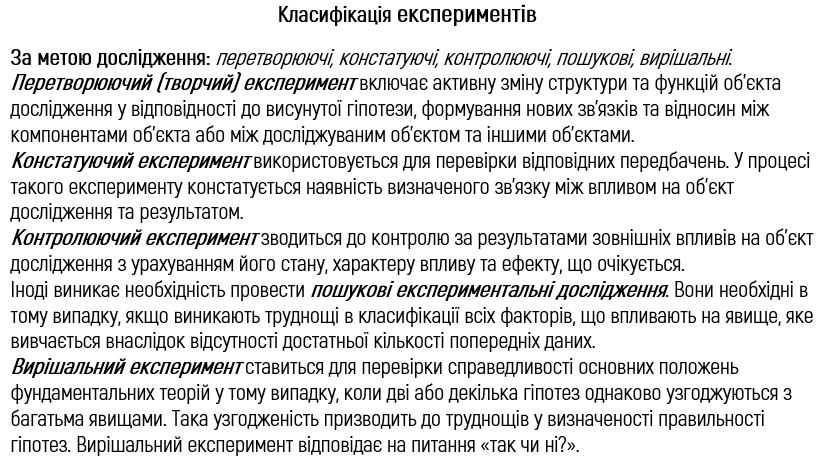 Класифікація експериментів
За метою дослідження: перетворюючі, констатуючі, контролюючі, пошукові, вирішальні.
Перетворюючий (творчий) експеримент включає активну зміну структури та функцій об’єкта
дослідження у відповідності до висунутої гіпотези, формування нових зв’язків та відносин між
компонентами об’єкта або між досліджуваним об’єктом та іншими об’єктами.
Констатуючий експеримент використовується для перевірки відповідних передбачень. У процесі
такого експерименту констатується наявність визначеного зв’язку між впливом на об’єкт
дослідження та результатом.
Контролюючий експеримент зводиться до контролю за результатами зовнішніх впливів на об’єкт
дослідження з урахуванням його стану, характеру впливу та ефекту, що очікується.
Іноді виникає необхідність провести пошукові експериментальні дослідження. Вони необхідні в
тому випадку, якщо виникають труднощі в класифікації всіх факторів, що впливають на явище, яке
вивчається внаслідок відсутності достатньої кількості попередніх даних.
Вирішальний експеримент ставиться для перевірки справедливості основних положень
фундаментальних теорій у тому випадку, коли дві або декілька гіпотез однаково узгоджуються з
багатьма явищами. Така узгодженість призводить до труднощів у визначеності правильності
гіпотез. Вирішальний експеримент відповідає на питання «так чи ні?».